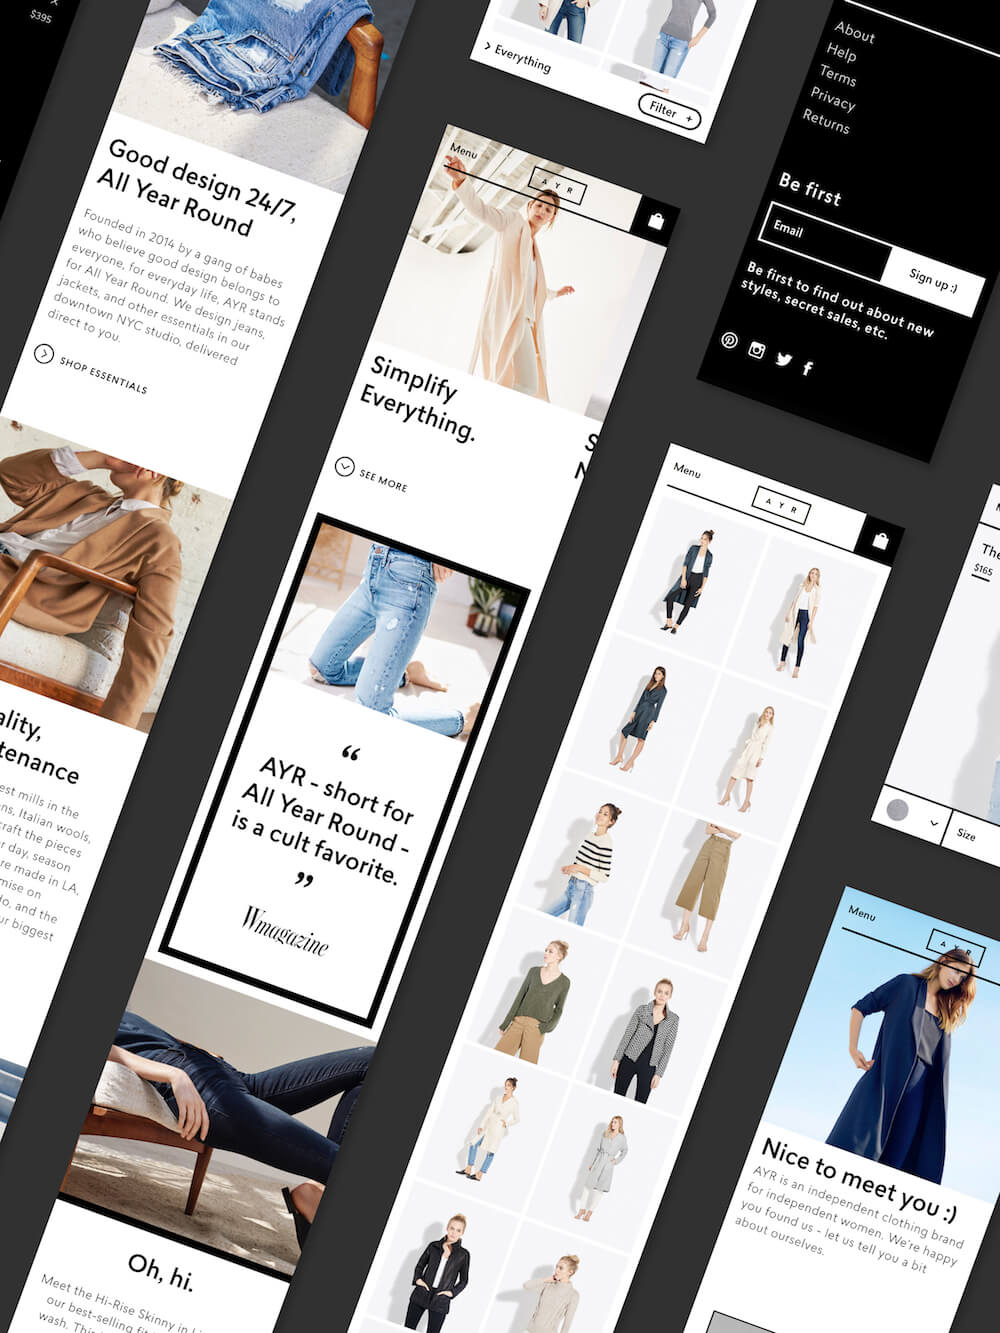 $395
Good design 24/7,
All Year Round
Founded in 2014 by a gang of babes
who believe good design belongs to
everyone, for everyday life, AYR stands
for All Year Round. We design jeans,
jackets, and other essentials in our
downtown NYC studio, delivered
direct to you.
SHOP ESSENTIALS
ality,
tenance
est mills in the
ns, Italian wools,
craft the pieces
r day, season
re made in LA,
mise on
do, and the
ur biggest
Everything
Filter +
Menu
AYR
Simplify
Everything.
S
N
SEE MORE
“
AYR - short for
All Year Round -
is a cult favorite.
”
Wmagazine
Oh, hi.
Meet the Hi-Rise Skinny in
our best-selling fit
wash. This
About
Help
Terms
Privacy
Returns
Be first
Email
Sign up :)
Be first to find out about new
styles, secret sales, etc.
f
Menu
AYR
The
$165
Size
Menu
AYR
Nice to meet you :)
AYR is an independent clothing brand
for independent women. We're happy
you found us - let us tell you a bit
about ourselves.